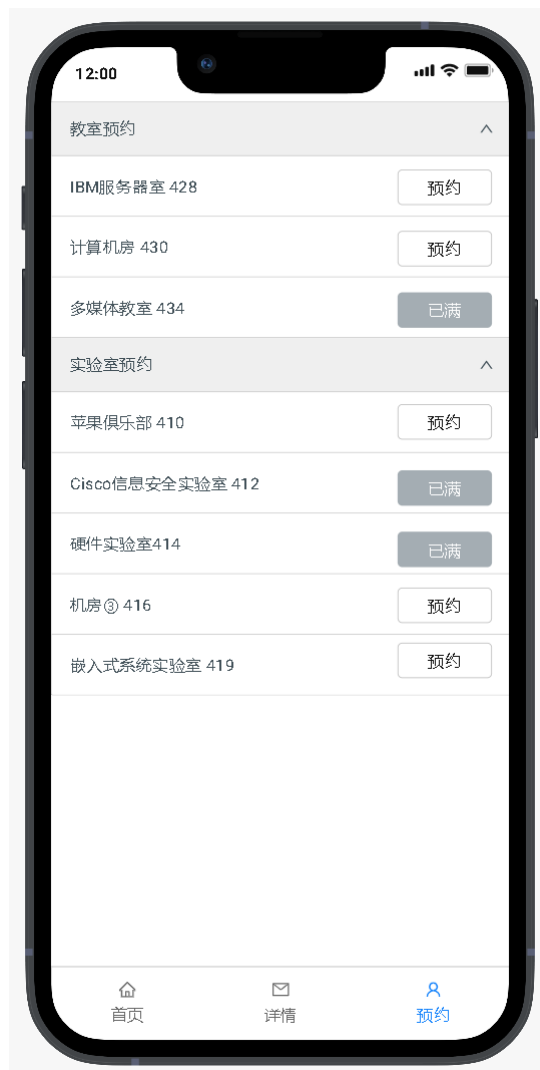 12:00
教室预约
IBM服务器室 428
预约
计算机房 430
预约
多媒体教室 434
已满
实验室预约
苹果俱乐部 410
预约
Cisco信息安全实验室 412
已满
硬件实验室414
已满
机房③ 416
预约
嵌入式系统实验室 419
预约
首页
详情
预约